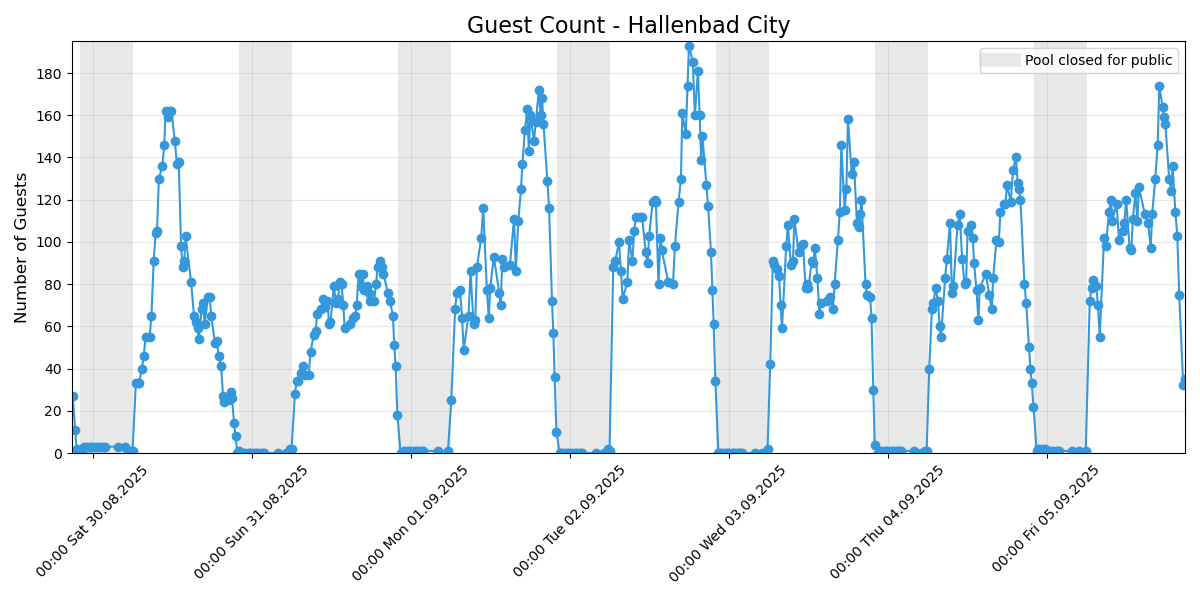 Guest Count - Hallenbad City
Pool closed for public
Number of Guests
180
160
140
120
100
80
60
40
20
0
00:00 Sat 30.08.2025
00:00 Sun 31.08.2025
00:00 Mon 01.09.2025
00:00 Tue 02.09.2025
00:00 Wed 03.09.2025
00:00 Thu 04.09.2025
00:00 Fri 05.09.2025